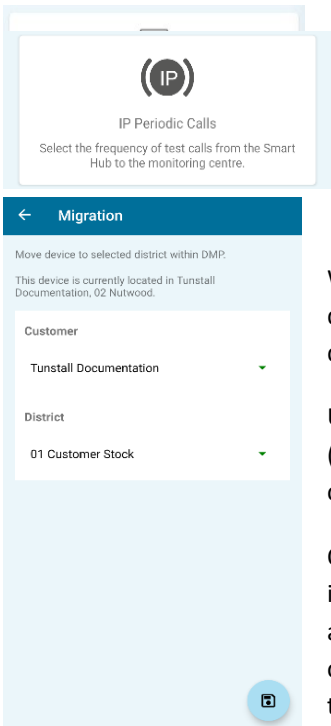 IP
IP Periodic Calls
Select the frequency of test calls from the Smart
Hub to the monitoring centre.
Migration
Move device to selected district within DMP.
This device is currently located in Tunstall
Documentation, 02 Nutwood.
Customer
Tunstall Documentation
District
01 Customer Stock